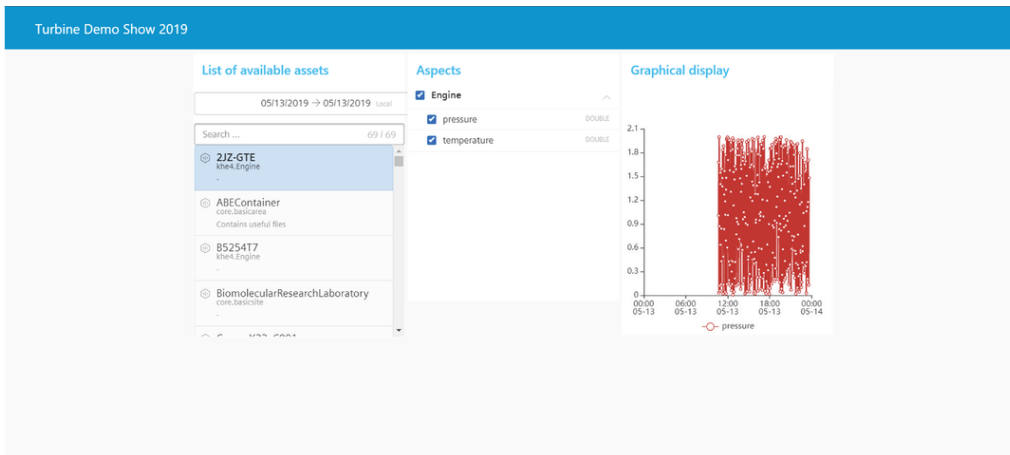 Turbine Demo Show 2019
List of available assets
05/13/2019 → 05/13/2019 Local
Search ... 69 / 69
2JZ-GTE
khe4.Engine
-
ABEContainer
core.basicarea
Contains useful files
B5254T7
khe4.Engine
-
BiomolecularResearchLaboratory
core.basicsite
-
Aspects
Engine
pressure DOUBLE
temperature DOUBLE
Graphical display
2.1
1.8
1.5
1.2
0.9
0.6
0.3
0
00:00 06:00 12:00 18:00 00:00
05-13 05-13 05-13 05-13 05-14
pressure